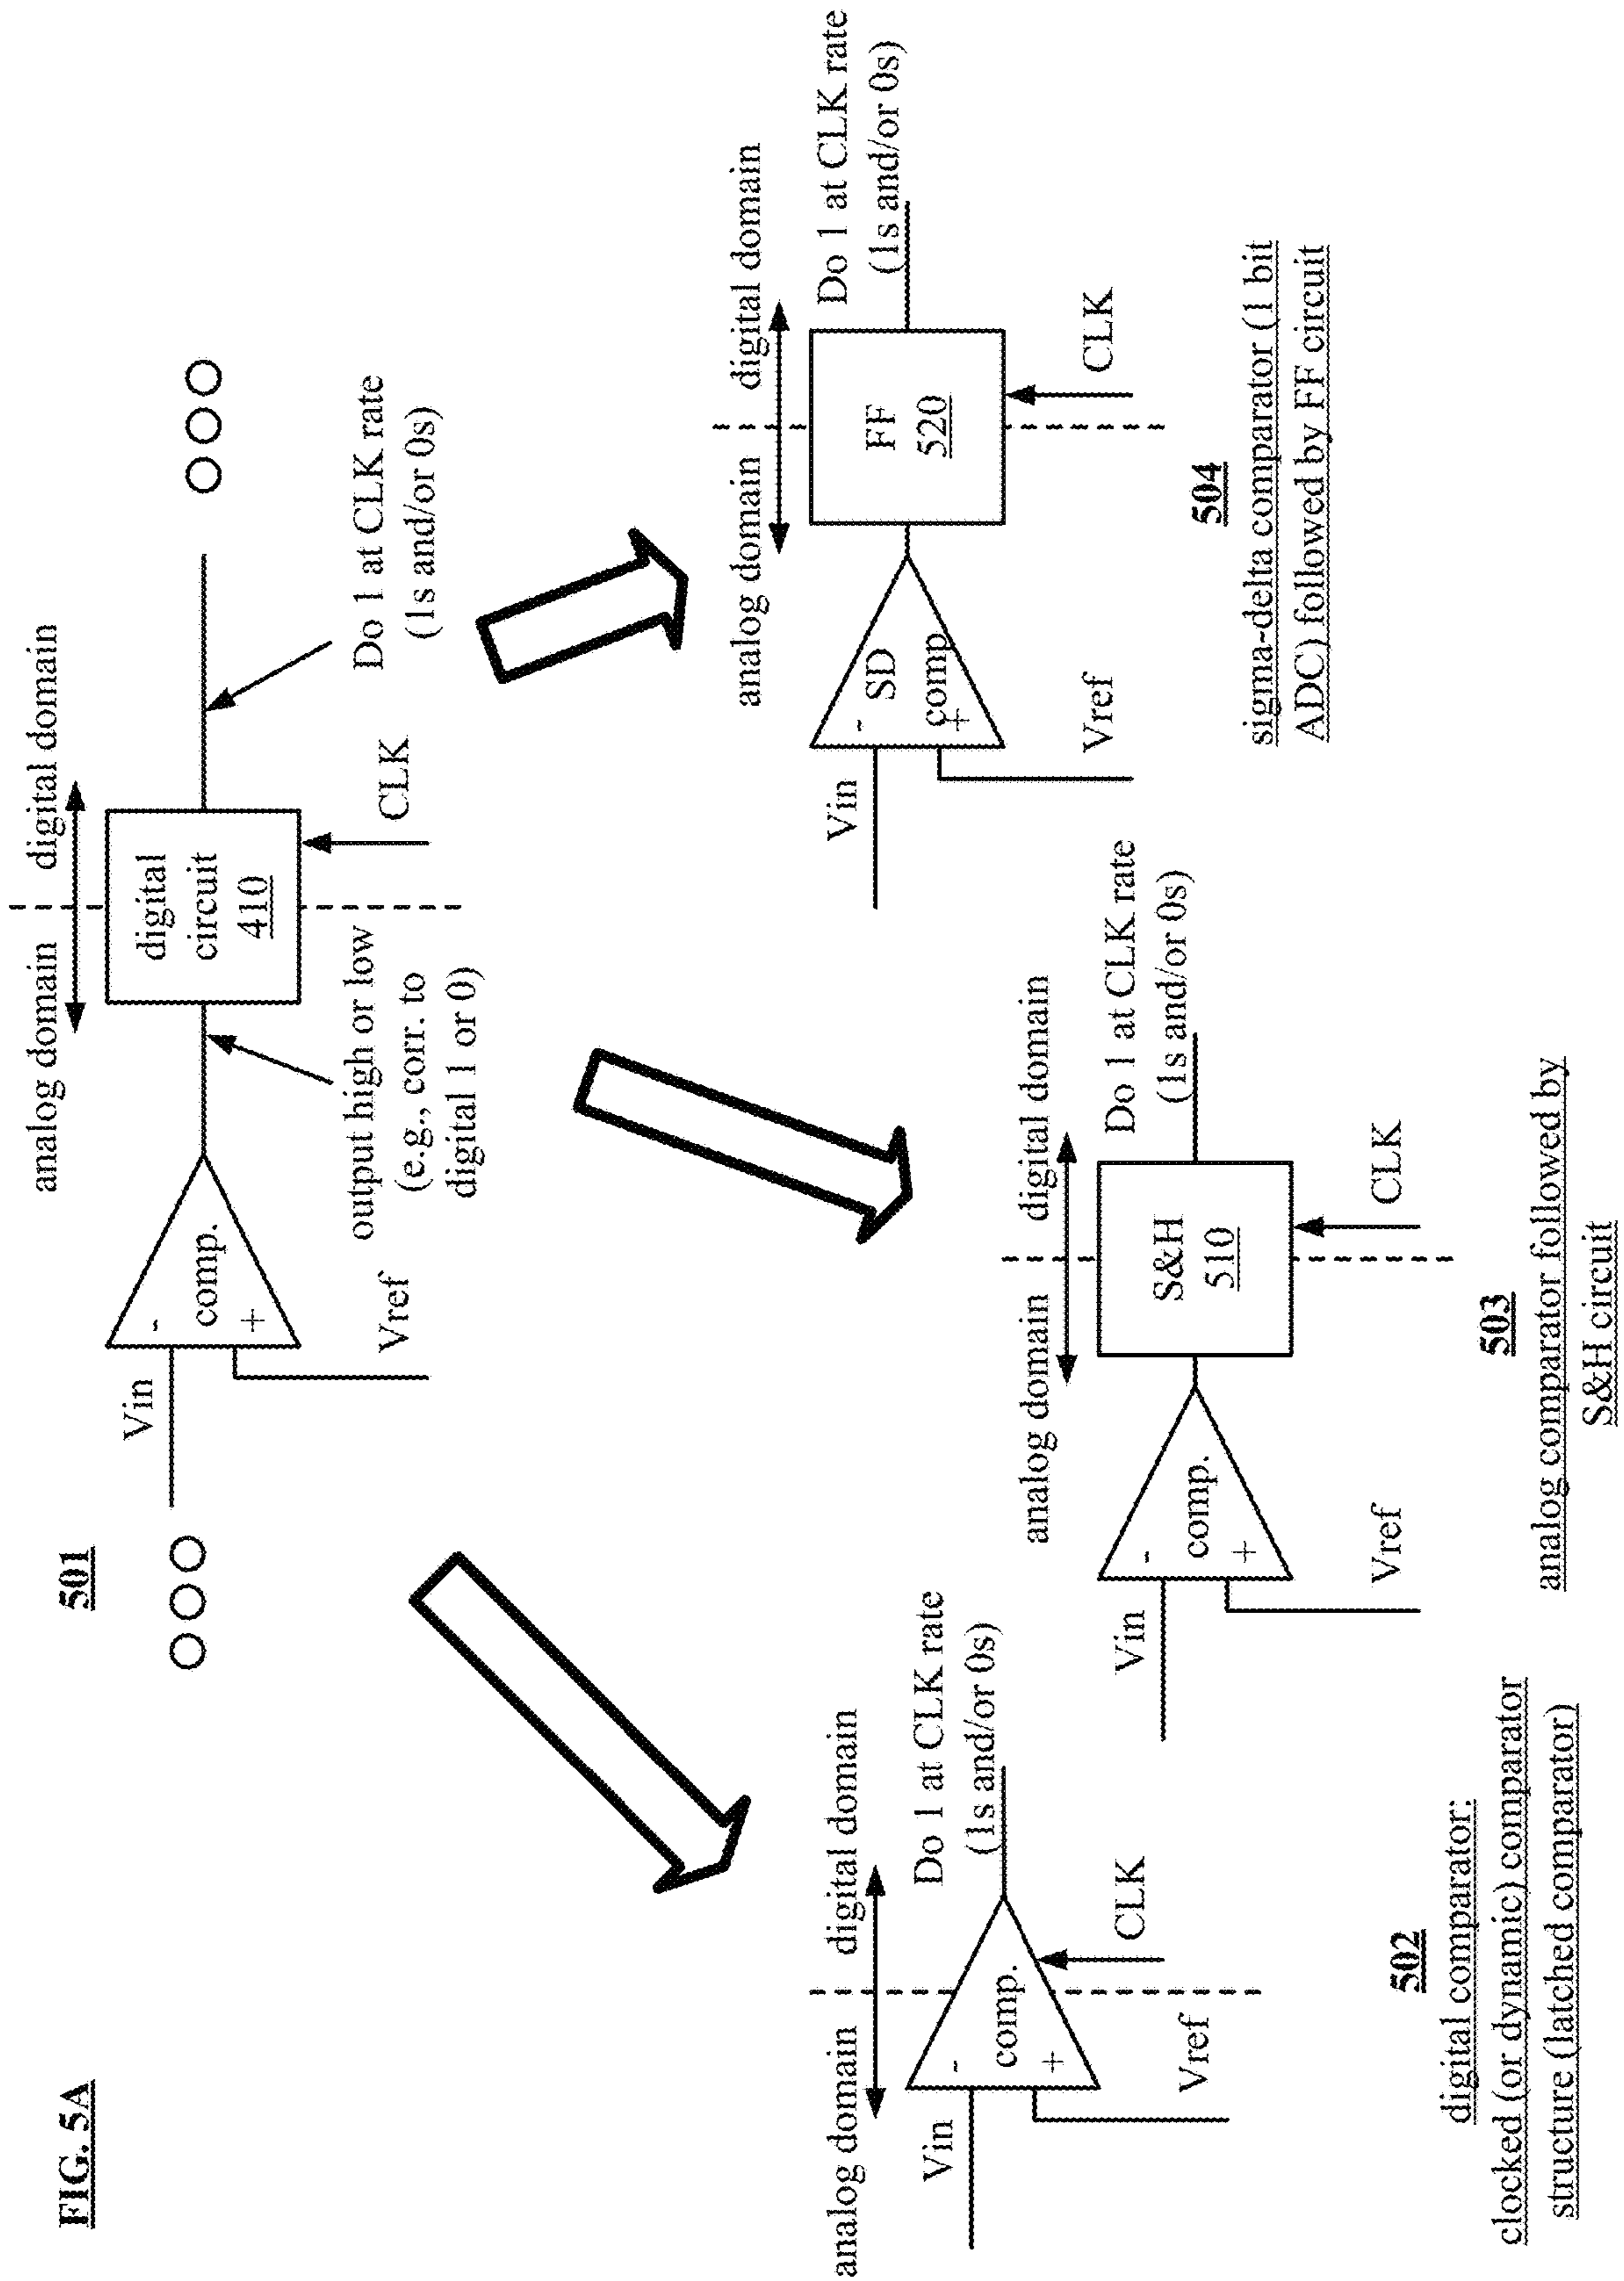 FIG. 5A
501
analog domain
digital domain
Vin
-
comp.
+
Vref
digital
circuit
410
CLK
output high or low
(e.g., corr. to
digital 1 or 0)
Do 1 at CLK rate
(1s and/or 0s)
analog domain
digital domain
Vin
-
comp.
+
Vref
CLK
Do 1 at CLK rate
(1s and/or 0s)
502
digital comparator:
clocked (or dynamic) comparator
structure (latched comparator)
analog domain
digital domain
Vin
-
comp.
+
Vref
S&H
510
CLK
Do 1 at CLK rate
(1s and/or 0s)
503
analog comparator followed by
S&H circuit
analog domain
digital domain
Vin
-
SD
comp
+
Vref
FF
520
CLK
Do 1 at CLK rate
(1s and/or 0s)
504
sigma-delta comparator (1 bit
ADC) followed by FF circuit